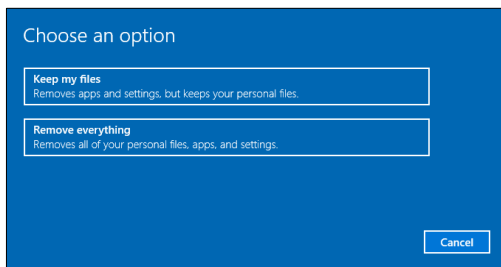 Choose an option
Keep my files
Removes apps and settings, but keeps your personal files.
Remove everything
Removes all of your personal files, apps, and settings.
Cancel